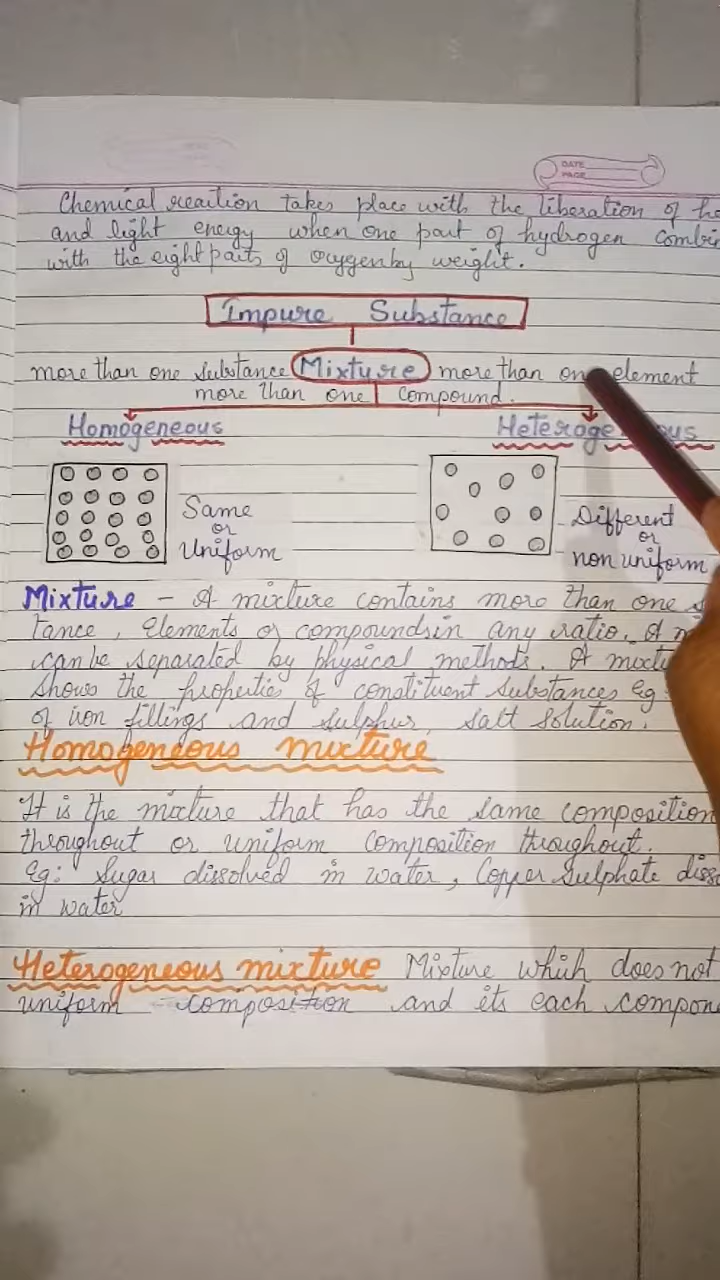 DATE
PAGE
Chemical reaction takes place with the liberation of he
and light energy when one part of hydrogen combin
with the eight parts of oxygen by weight.
Impure Substance
more than one substance Mixture more than one element
more than one compound.
Homogeneous Heterogeneous
Same
or
Uniform
Different
or
non uniform
Mixture - A mixture contains more than one s
tance, elements or compounds in any ratio. A m
can be separated by physical methods. A mixtu
shows the properties of constituent substances eg
of iron fillings and sulphur, salt solution.
Homogeneous mixture
It is the mixture that has the same composition
throughout or uniform composition throughout.
Eg: Sugar dissolved in water, Copper Sulphate disso
in water
Heterogeneous mixture Mixture which does not
uniform composition and its each compone